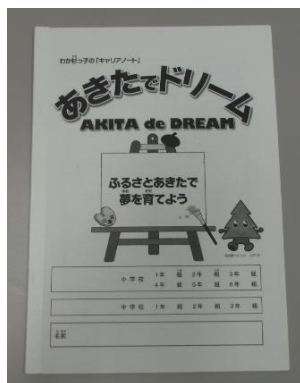 わか杉っ子の「キャリアノート」
あきたでドリーム
AKITA de DREAM
ふるさとあきたで
夢を育てよう
小学校 1年 組 2年 組 3年 組
4年 組 5年 組 6年 組
中学校 1年 組 2年 組 3年 組
名前